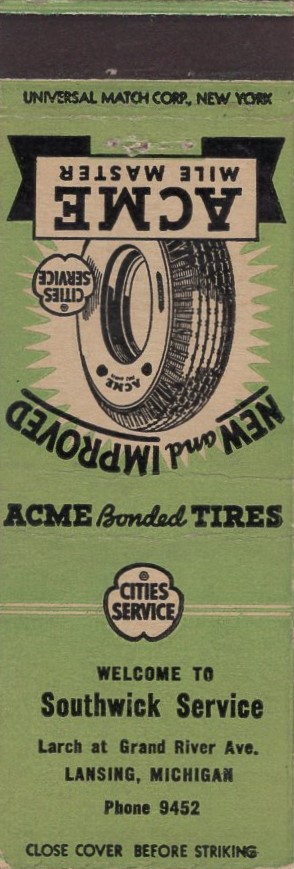 UNIVERSAL MATCH CORP., NEW YORK
NEW and IMPROVED
ACME
CITIES
SERVICE
ACME
MILE MASTER
ACME Bonded TIRES
CITIES
SERVICE
WELCOME TO
Southwick Service
Larch at Grand River Ave.
LANSING, MICHIGAN
Phone 9452
CLOSE COVER BEFORE STRIKING